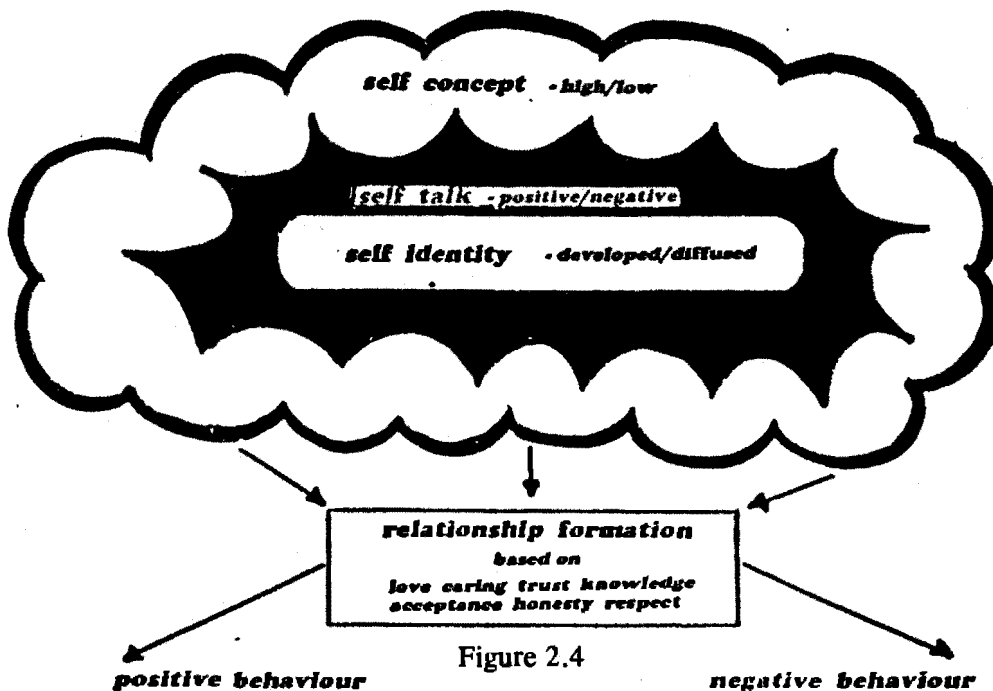 self concept - high/low
self talk - positive/negative
self identity - developed/diffused
relationship formation
based on
love caring trust knowledge
acceptance honesty respect
Figure 2.4
positive behaviour negative behaviour